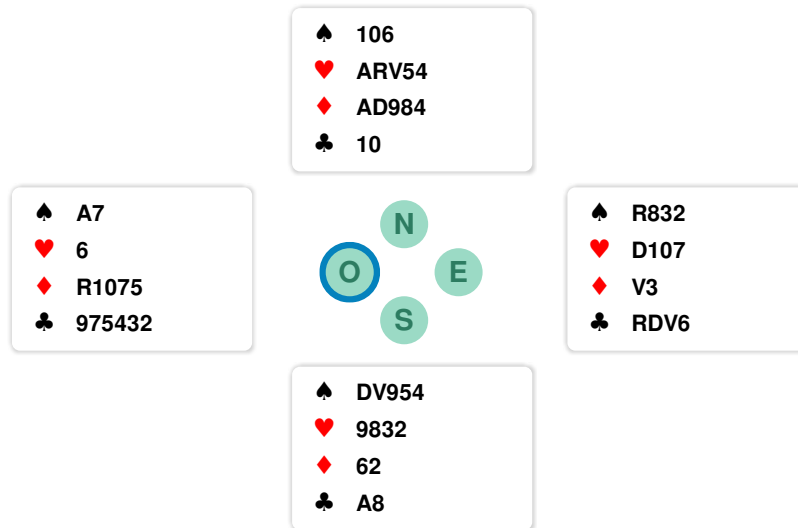 ♠ 106
♥ ARV54
♦ AD984
♣ 10
♠ A7
♥ 6
♦ R1075
♣ 975432
N
O
E
S
♠ R832
♥ D107
♦ V3
♣ RDV6
♠ DV954
♥ 9832
♦ 62
♣ A8